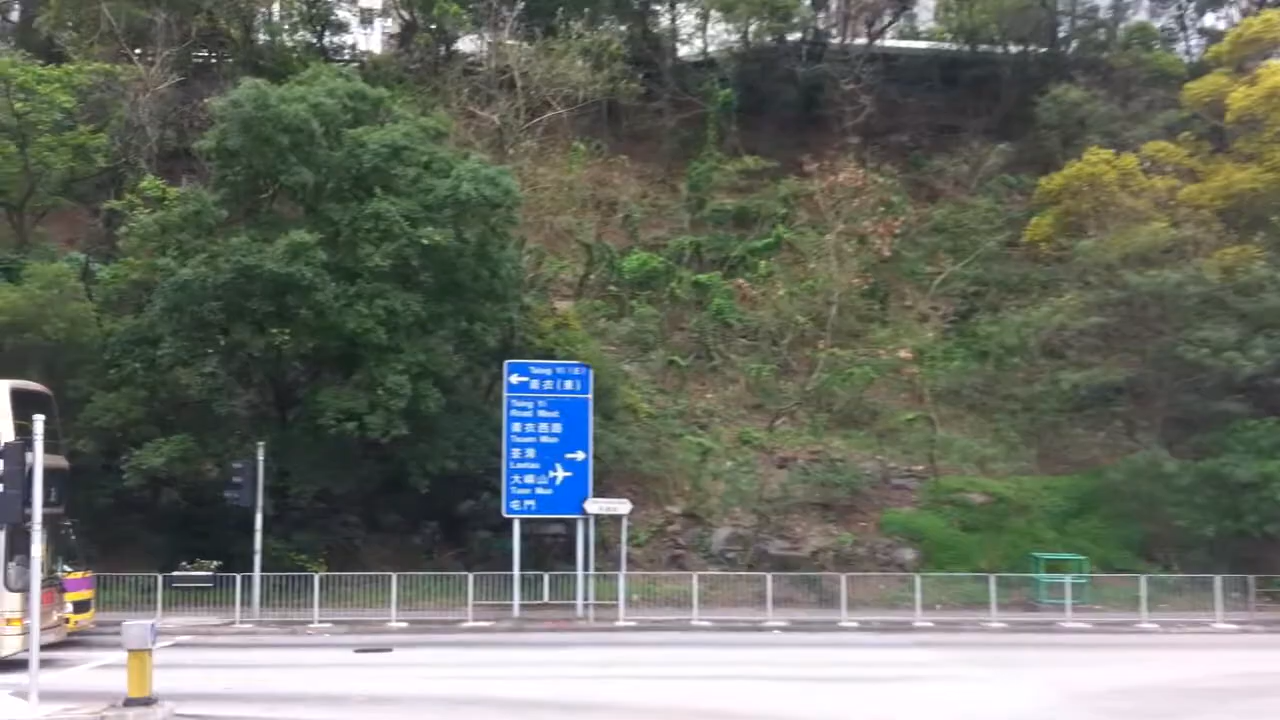 Tsing Yi (E)
青衣(東)
Tsing Yi
Road West
青衣西路
Tsuen Wan
荃灣
Lantau
大嶼山
Tuen Mun
屯門